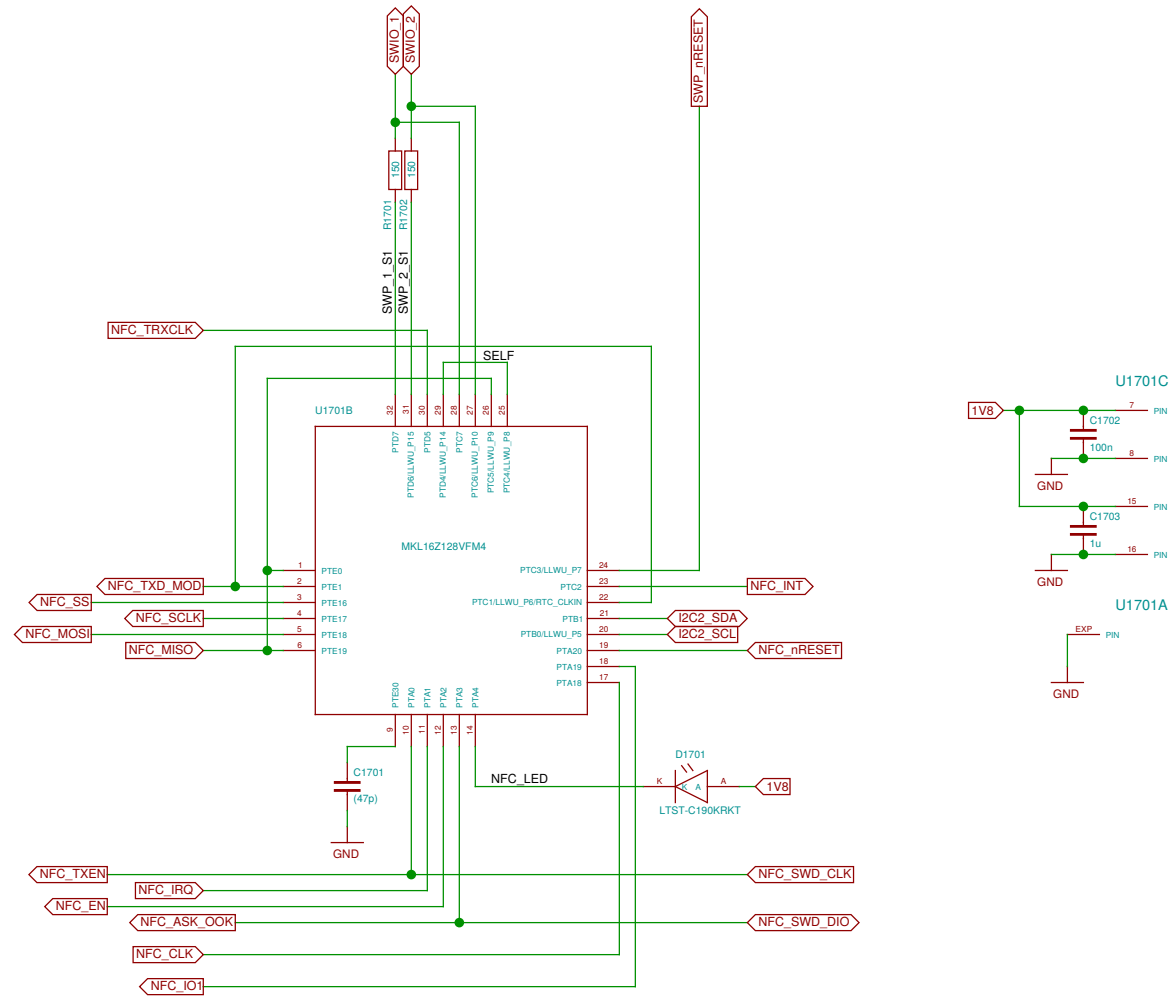 SWIO_1
SWIO_2
SWP_nRESET
150
150
R1701
R1702
SWP_1_S1
SWP_2_S1
NFC_TRXCLK
SELF
U1701B
32
31
30
29
28
27
26
25
PTD7
PTD6/LLWU_P15
PTD5
PTD4/LLWU_P14
PTC7
PTC6/LLWU_P10
PTC5/LLWU_P9
PTC4/LLWU_P8
MKL16Z128VFM4
1 PTE0
NFC_TXD_MOD 2 PTE1
NFC_SS 3 PTE16
NFC_SCLK 4 PTE17
NFC_MOSI 5 PTE18
NFC_MISO 6 PTE19
PTC3/LLWU_P7 24
PTC2 23 NFC_INT
PTC1/LLWU_P6/RTC_CLKIN 22
PTB1 21 I2C2_SDA
PTB0/LLWU_P5 20 I2C2_SCL
PTA20 19 NFC_nRESET
PTA19 18
PTA18 17
PTE30
PTA0
PTA1
PTA2
PTA3
PTA4
9
10
11
12
13
14
C1701
(47p)
GND
NFC_LED
D1701
K K A A
1V8
LTST-C190KRKT
NFC_TXEN
NFC_SWD_CLK
NFC_IRQ
NFC_EN
NFC_ASK_OOK
NFC_SWD_DIO
NFC_CLK
NFC_IO1
U1701C
1V8
7 PIN
C1702
100n
8 PIN
GND
15 PIN
C1703
1u
16 PIN
GND
U1701A
EXP PIN
GND